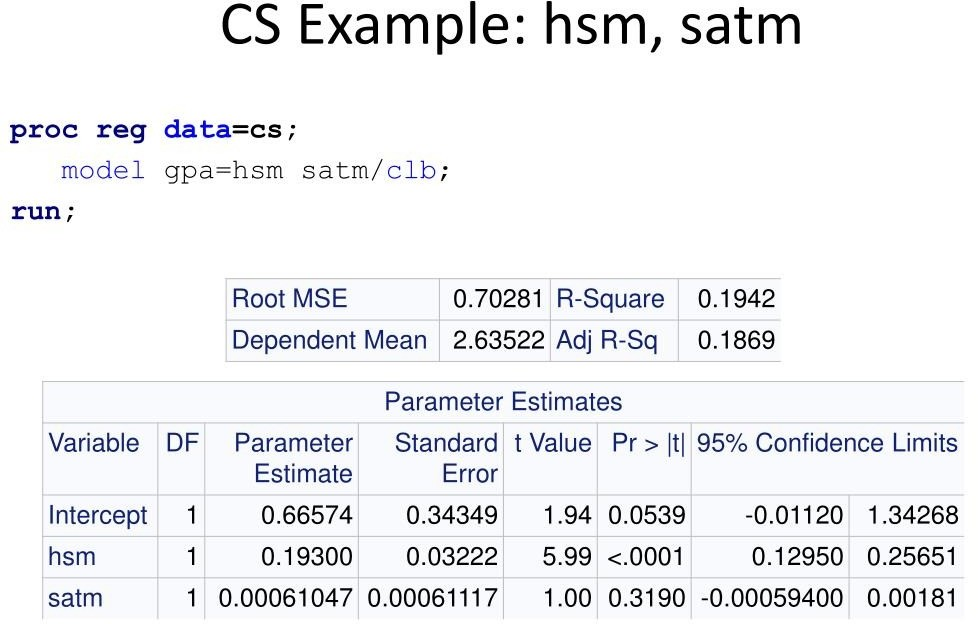 CS Example: hsm, satm
proc reg data=cs;
model gpa=hsm satm/clb;
run;
Root MSE 0.70281 R-Square 0.1942
Dependent Mean 2.63522 Adj R-Sq 0.1869
Parameter Estimates
Variable DF Parameter Estimate Standard Error t Value Pr > |t| 95% Confidence Limits
Intercept 1 0.66574 0.34349 1.94 0.0539 -0.01120 1.34268
hsm 1 0.19300 0.03222 5.99 <.0001 0.12950 0.25651
satm 1 0.00061047 0.00061117 1.00 0.3190 -0.00059400 0.00181